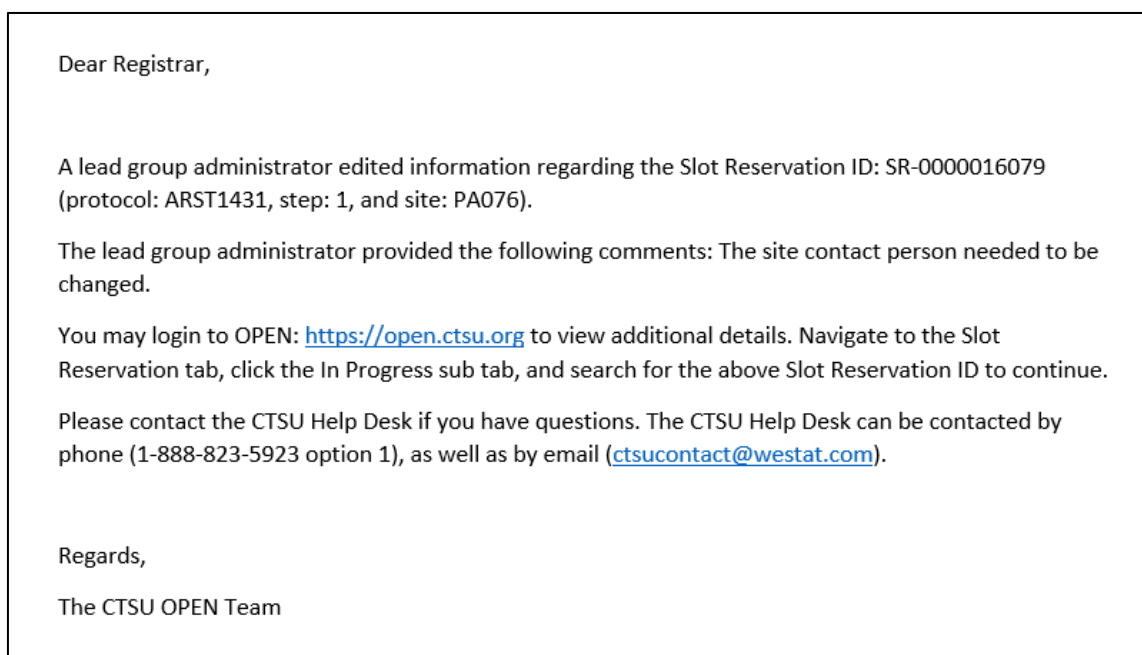 Dear Registrar,
A lead group administrator edited information regarding the Slot Reservation ID: SR-0000016079
(protocol: ARST1431, step: 1, and site: PA076).
The lead group administrator provided the following comments: The site contact person needed to be
changed.
You may login to OPEN: https://open.ctsu.org to view additional details. Navigate to the Slot
Reservation tab, click the In Progress sub tab, and search for the above Slot Reservation ID to continue.
Please contact the CTSU Help Desk if you have questions. The CTSU Help Desk can be contacted by
phone (1-888-823-5923 option 1), as well as by email (ctsucontact@westat.com).
Regards,
The CTSU OPEN Team